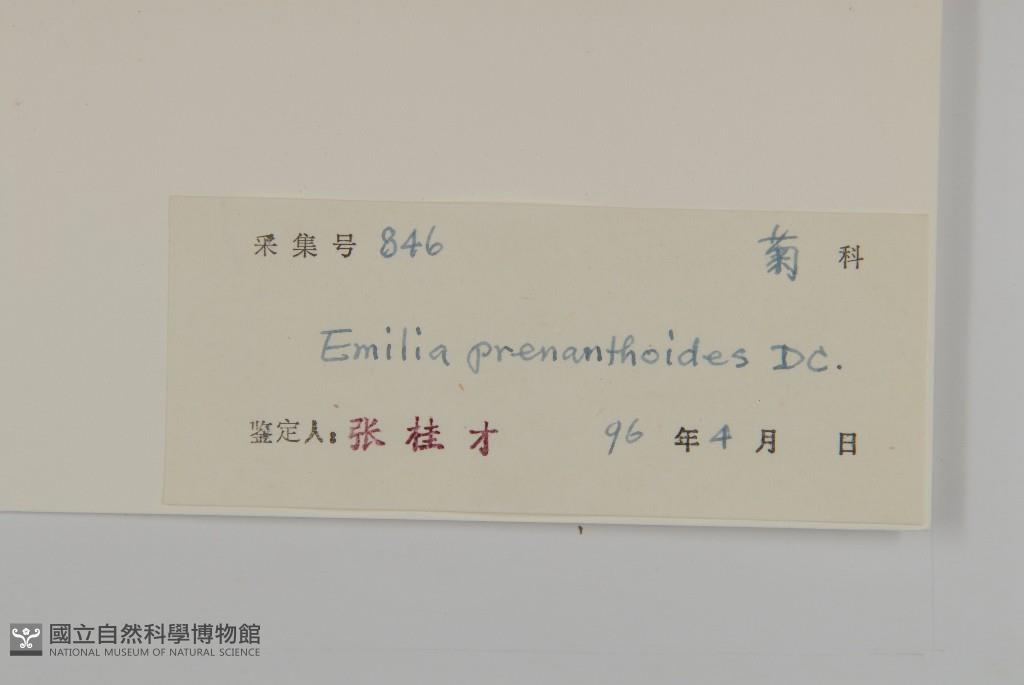 采集号 846 菊 科
Emilia prenanthoides DC.
鉴定人: 张桂才 96 年 4 月 日
國立自然科學博物館
NATIONAL MUSEUM OF NATURAL SCIENCE